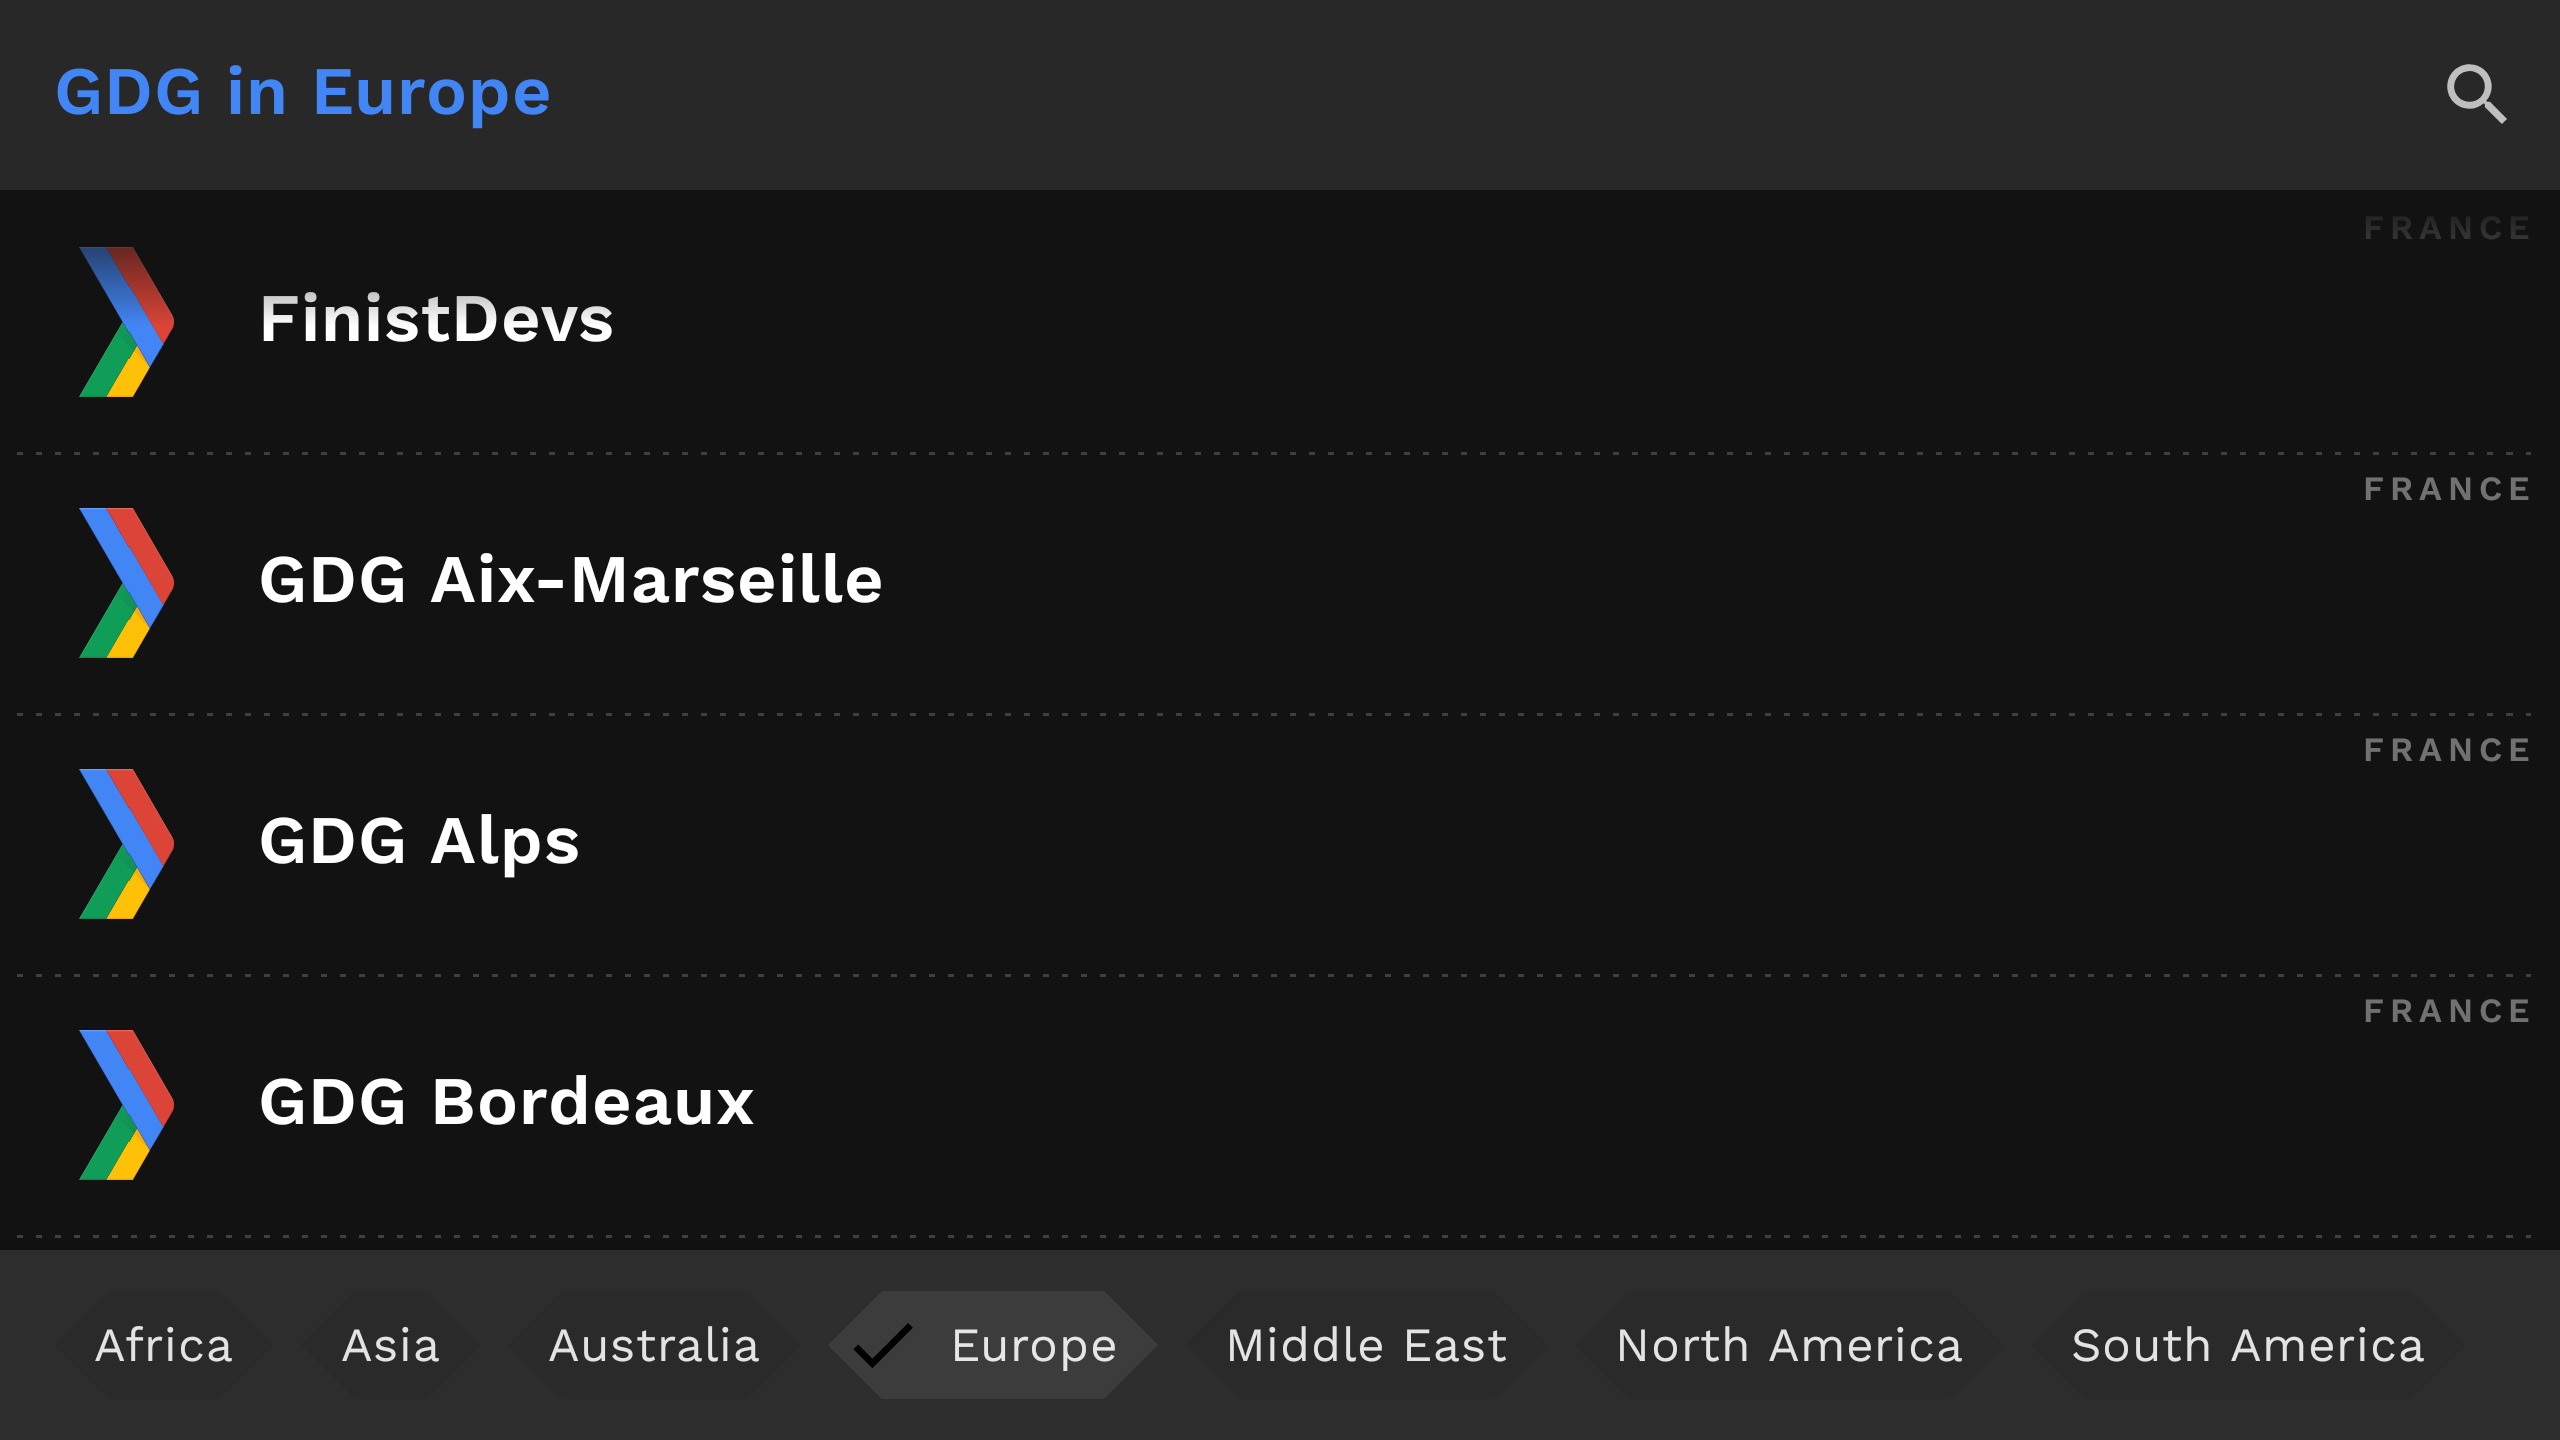 GDG in Europe
FRANCE
FinistDevs
FRANCE
GDG Aix-Marseille
FRANCE
GDG Alps
FRANCE
GDG Bordeaux
Africa Asia Australia Europe Middle East North America South America